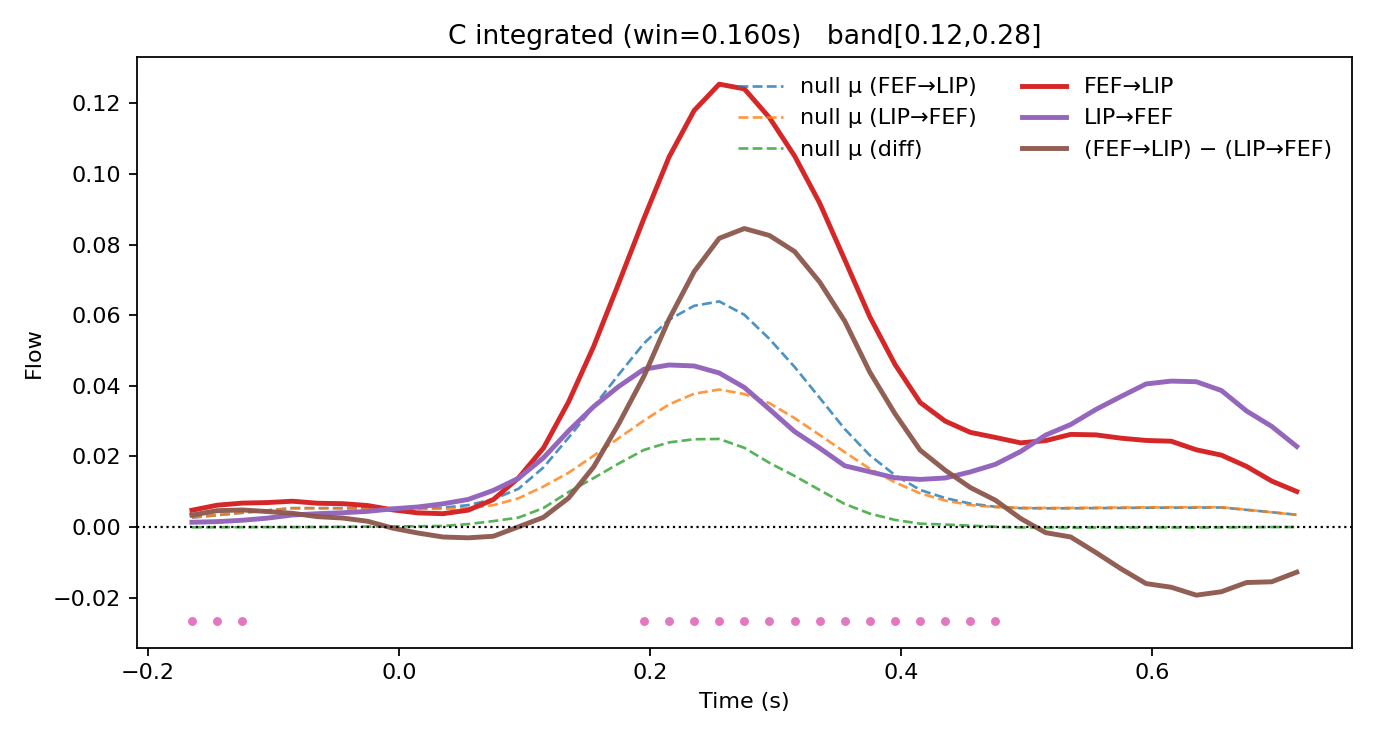 C integrated (win=0.160s)   band[0.12,0.28]
null μ (FEF→LIP)
null μ (LIP→FEF)
null μ (diff)
FEF→LIP
LIP→FEF
(FEF→LIP) − (LIP→FEF)
Flow
0.12
0.10
0.08
0.06
0.04
0.02
0.00
−0.02
−0.2
0.0
0.2
0.4
0.6
Time (s)